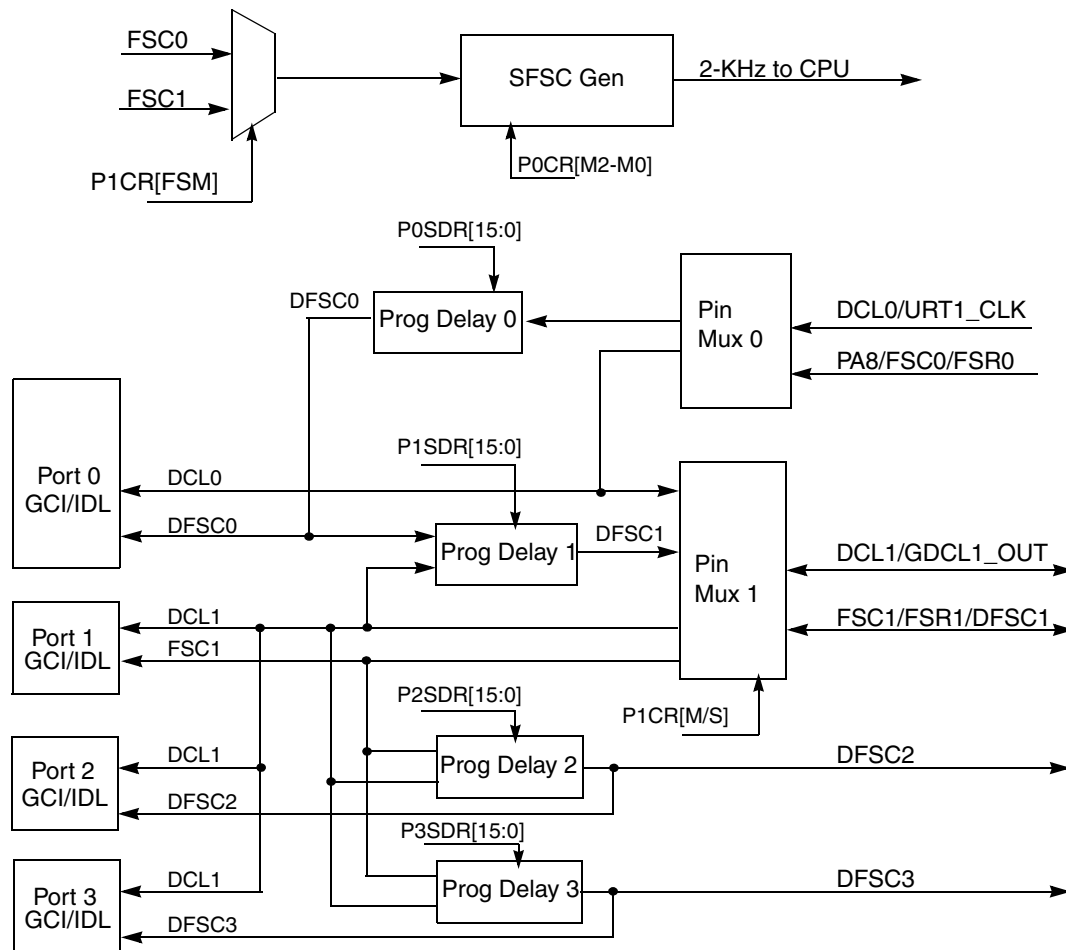 FSC0
FSC1
P1CR[FSM]
SFSC Gen
2-KHz to CPU
P0CR[M2-M0]
P0SDR[15:0]
DFSC0
Prog Delay 0
Pin
Mux 0
DCL0/URT1_CLK
PA8/FSC0/FSR0
Port 0
GCI/IDL
DCL0
DFSC0
P1SDR[15:0]
Prog Delay 1
DFSC1
Pin
Mux 1
DCL1/GDCL1_OUT
FSC1/FSR1/DFSC1
P1CR[M/S]
Port 1
GCI/IDL
DCL1
FSC1
P2SDR[15:0]
Prog Delay 2
DFSC2
Port 2
GCI/IDL
DCL1
DFSC2
P3SDR[15:0]
Prog Delay 3
DFSC3
Port 3
GCI/IDL
DCL1
DFSC3